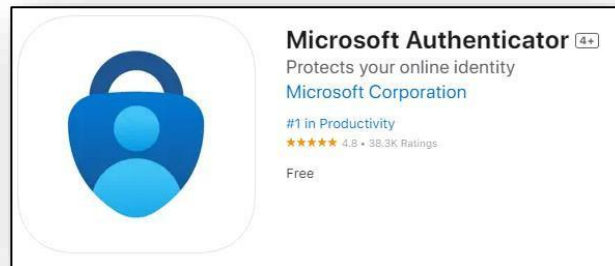 Microsoft Authenticator 4+
Protects your online identity
Microsoft Corporation
#1 in Productivity
★★★★★ 4.8 • 38.3K Ratings
Free